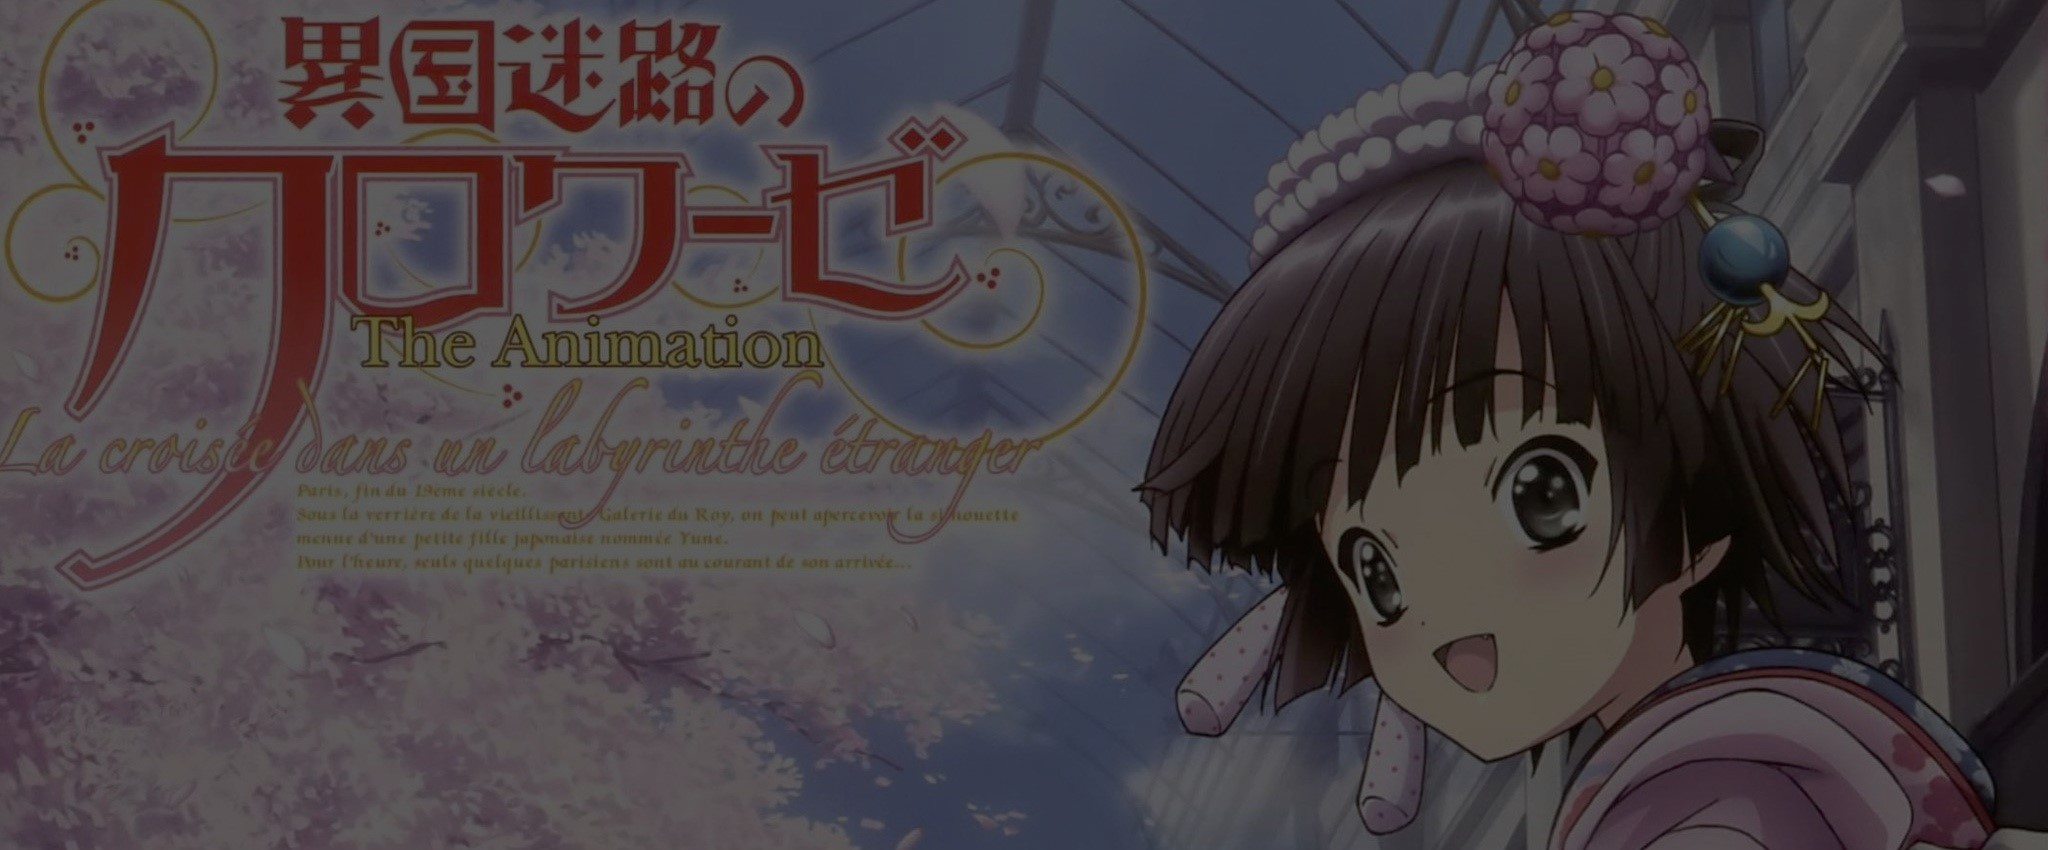 異国迷路の
クロワーゼ
The Animation
La croisée dans un labyrinthe étranger
Paris, fin du 19ème siècle.
Sous la verrière de la vieillissante Galerie du Roy, on peut apercevoir la silhouette
menue d'une petite fille japonaise nommée Yune.
Pour l'heure, seuls quelques parisiens sont au courant de son arrivée...